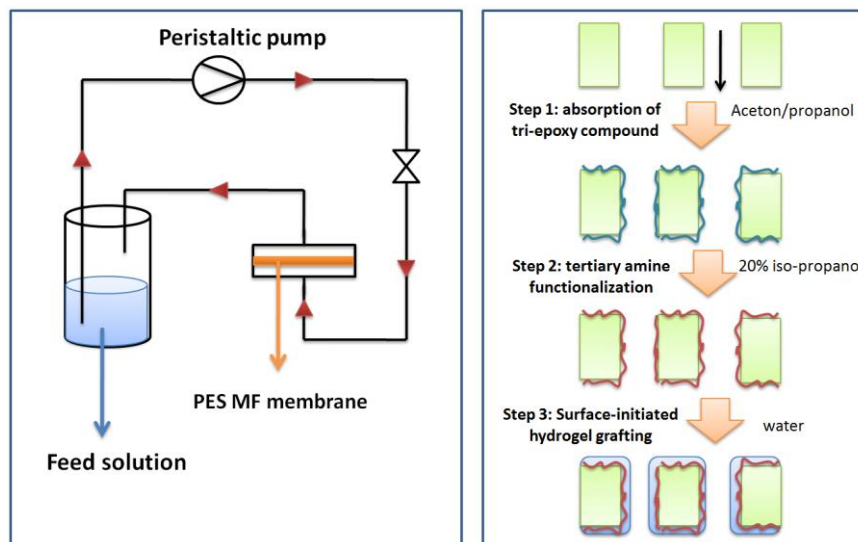 Peristaltic pump
PES MF membrane
Feed solution
Step 1: absorption of
tri-epoxy compound
Aceton/propanol
Step 2: tertiary amine
functionalization
20% iso-propano
Step 3: Surface-initiated
hydrogel grafting
water